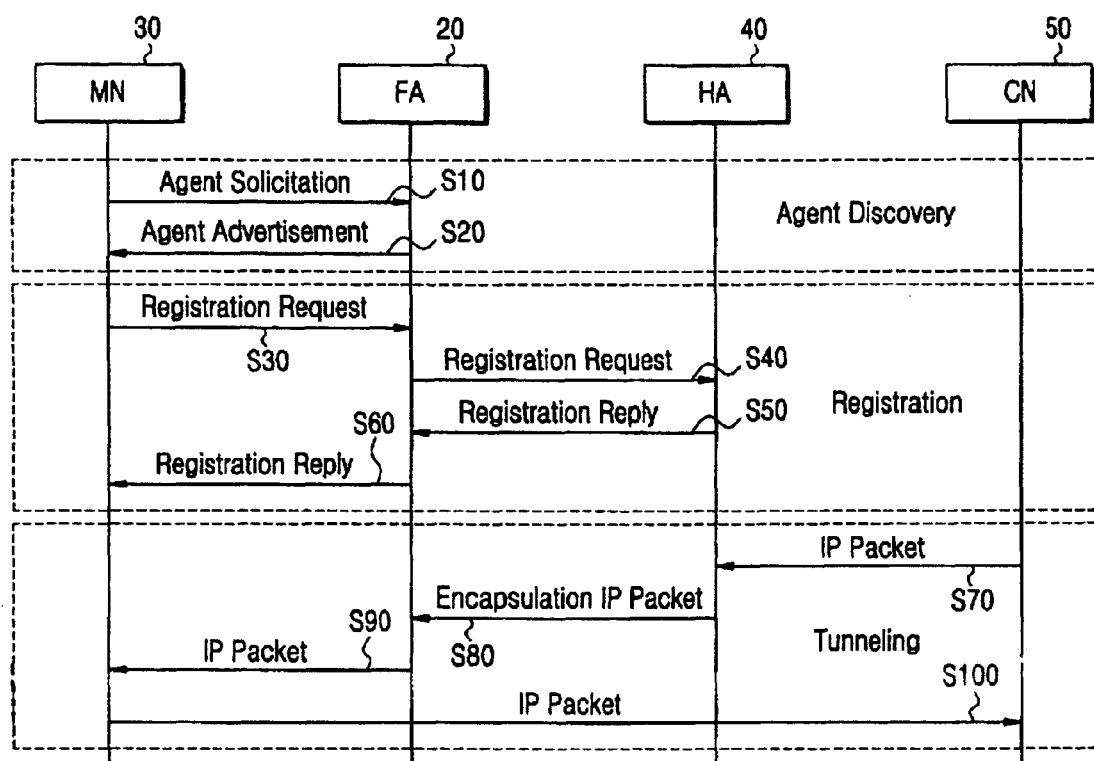 30
20
40
50
MN
FA
HA
CN
Agent Solicitation
S10
Agent Advertisement
S20
Agent Discovery
Registration Request
S30
Registration Request
S40
Registration Reply
S50
Registration
S60
Registration Reply
IP Packet
S70
Encapsulation IP Packet
S80
S90
IP Packet
Tunneling
S100
IP Packet